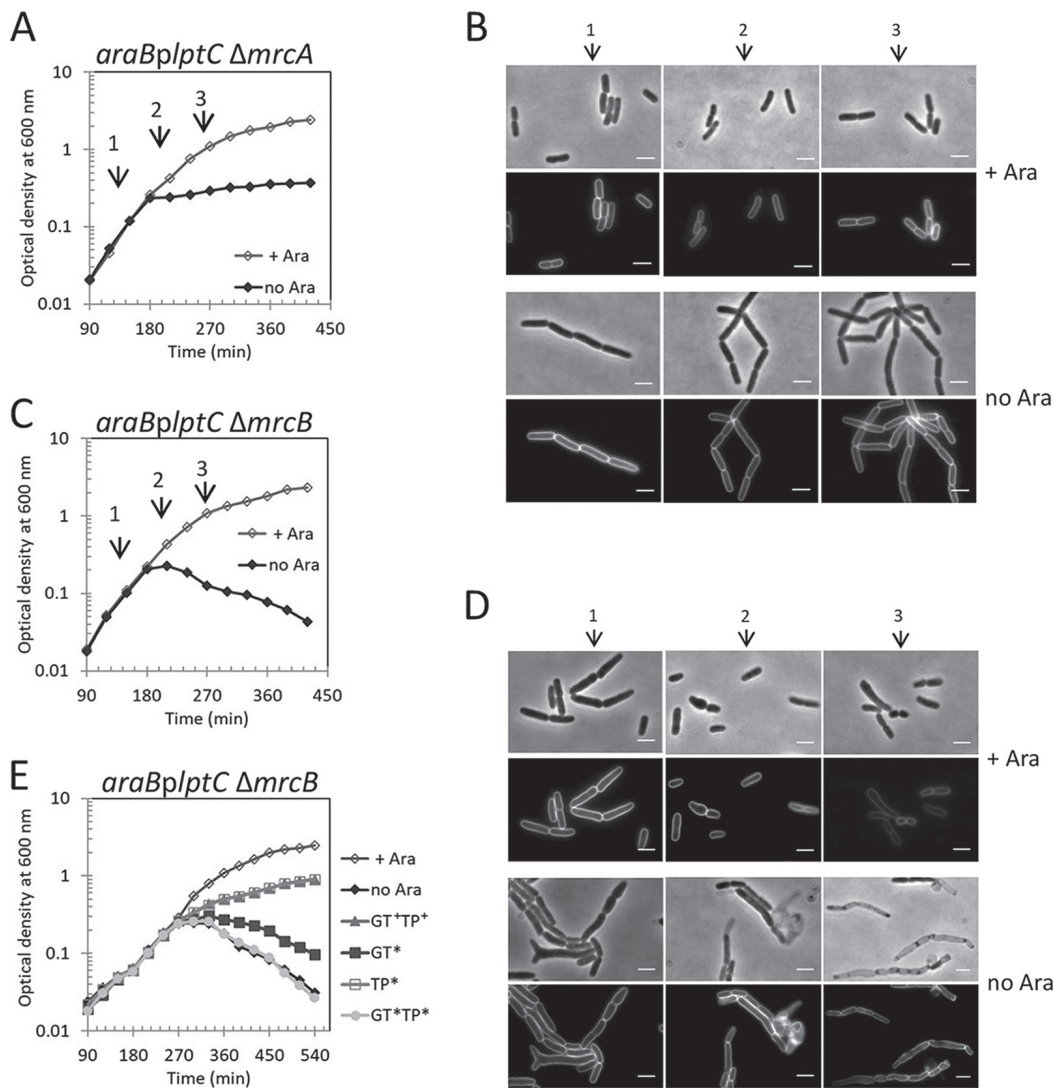 A
araBplptC ΔmrcA
10
1
0.1
0.01
Optical density at 600 nm
1
2
3
+ Ara
no Ara
90 180 270 360 450
Time (min)
B
1 2 3
+ Ara
no Ara
C
araBplptC ΔmrcB
10
1
0.1
0.01
Optical density at 600 nm
1
2
3
+ Ara
no Ara
90 180 270 360 450
Time (min)
D
1 2 3
+ Ara
no Ara
E
araBplptC ΔmrcB
10
1
0.1
0.01
Optical density at 600 nm
90 180 270 360 450 540
Time (min)
+ Ara
no Ara
GT⁺TP⁺
GT*
TP*
GT*TP*